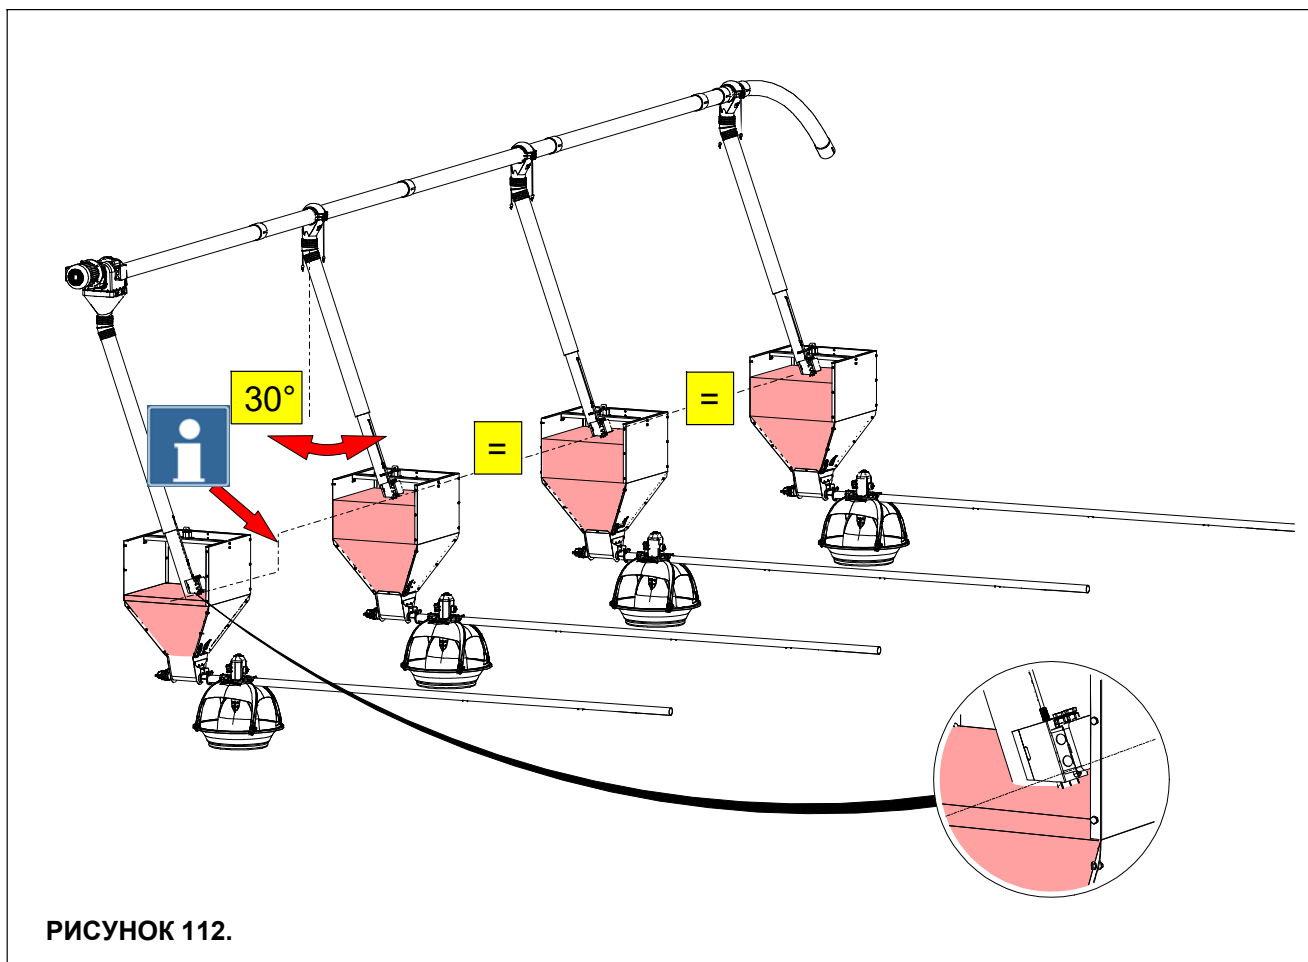 30°
=
=
РИСУНОК 112.